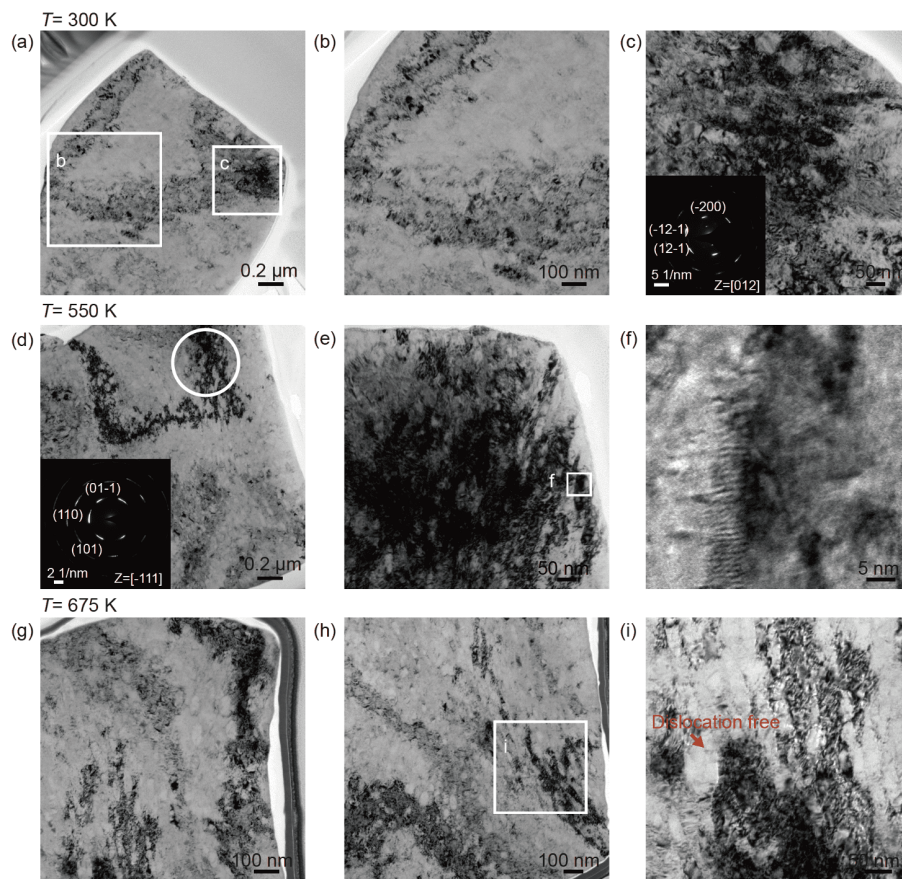 T= 300 K
(a)
b
c
0.2 μm
(b)
100 nm
(c)
(-200)
(-12-1)
(12-1)
5 1/nm
Z=[012]
50 nm
T= 550 K
(d)
(01-1)
(110)
(101)
2 1/nm
Z=[-111]
0.2 μm
(e)
f
50 nm
(f)
5 nm
T= 675 K
(g)
100 nm
(h)
i
100 nm
(i)
Dislocation free
50 nm